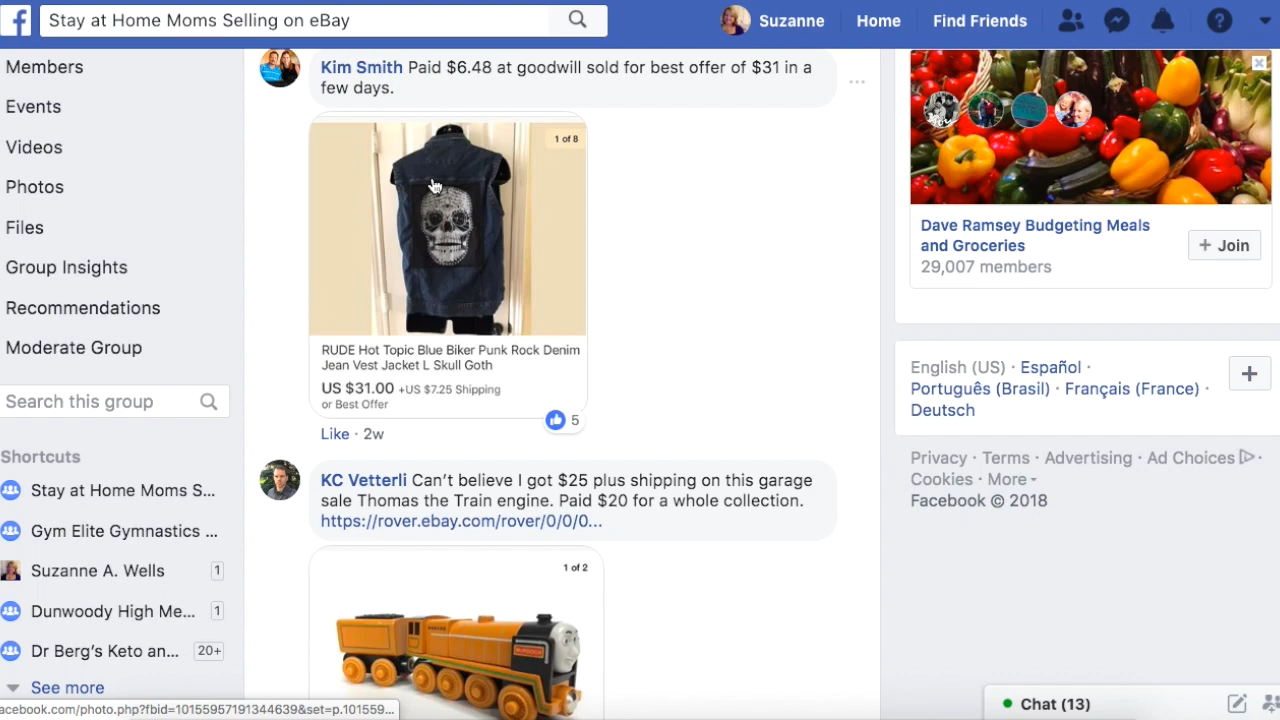 f
Stay at Home Moms Selling on eBay
Suzanne
Home
Find Friends
?
Members
Events
Videos
Photos
Files
Group Insights
Recommendations
Moderate Group
Search this group
Shortcuts
Stay at Home Moms S...
Gym Elite Gymnastics ...
Suzanne A. Wells 1
Dunwoody High Me... 1
Dr Berg's Keto an... 20+
See more
acebook.com/photo.php?fbid=10155957191344639&set=p.101559...
Kim Smith Paid $6.48 at goodwill sold for best offer of $31 in a
few days.
1 of 8
RUDE Hot Topic Blue Biker Punk Rock Denim
Jean Vest Jacket L Skull Goth
US $31.00 +US $7.25 Shipping
or Best Offer
5
Like · 2w
KC Vetterli Can't believe I got $25 plus shipping on this garage
sale Thomas the Train engine. Paid $20 for a whole collection.
https://rover.ebay.com/rover/0/0/0...
1 of 2
MURDOCH
Dave Ramsey Budgeting Meals
and Groceries
29,007 members
+ Join
English (US) · Español ·
Português (Brasil) · Français (France) ·
Deutsch
Privacy · Terms · Advertising · Ad Choices ·
Cookies · More
Facebook © 2018
Chat (13)